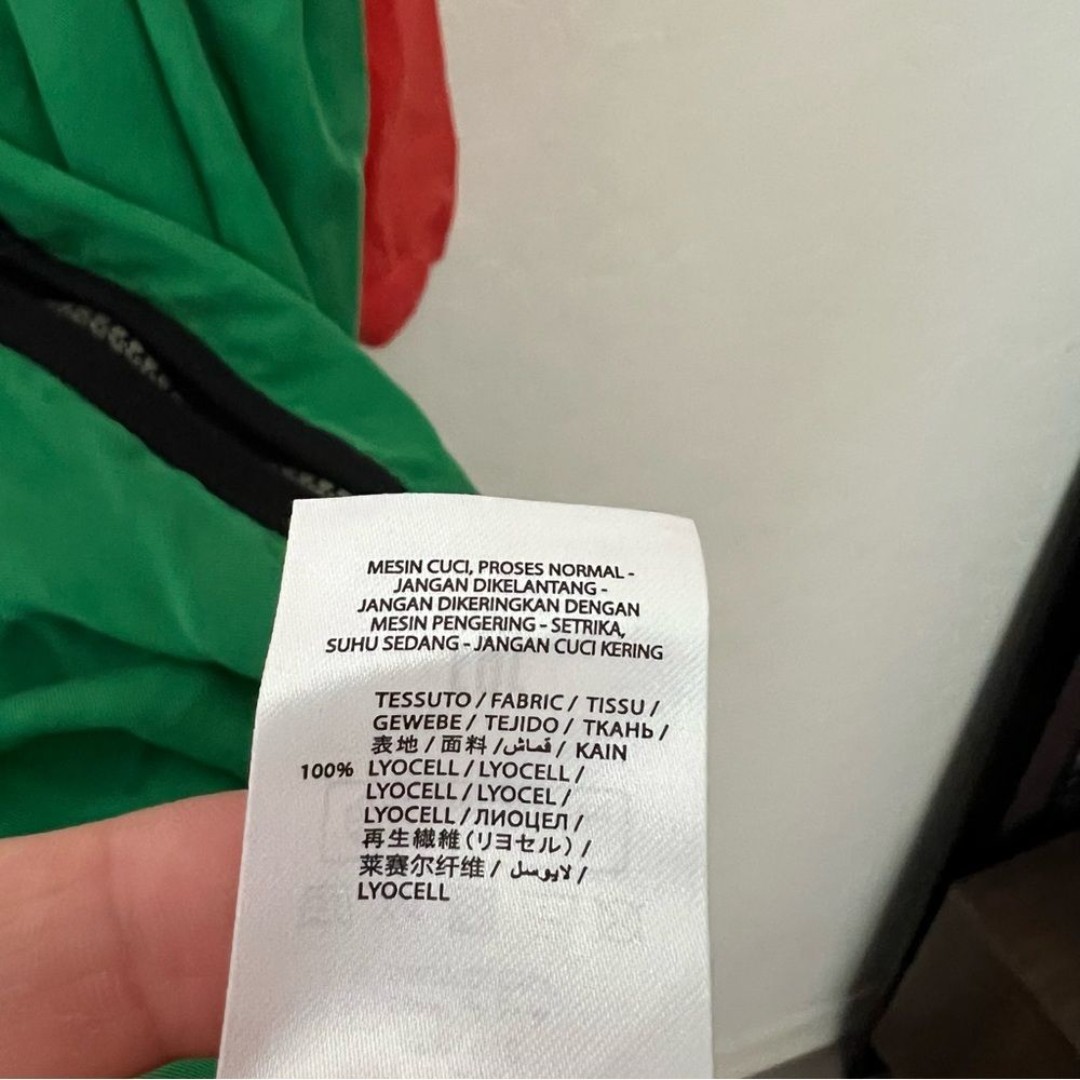 MESIN CUCI, PROSES NORMAL -
JANGAN DIKELANTANG -
JANGAN DIKERINGKAN DENGAN
MESIN PENGERING - SETRIKA,
SUHU SEDANG - JANGAN CUCI KERING
TESSUTO / FABRIC / TISSU /
GEWEBE / TEJIDO / ТКАНЬ /
表地 / 面料 / قماش / KAIN
100% LYOCELL / LYOCELL /
LYOCELL / LYOCEL /
LYOCELL / ЛИОЦЕЛ /
再生繊維(リヨセル) /
莱赛尔纤维 / لايوسل /
LYOCELL